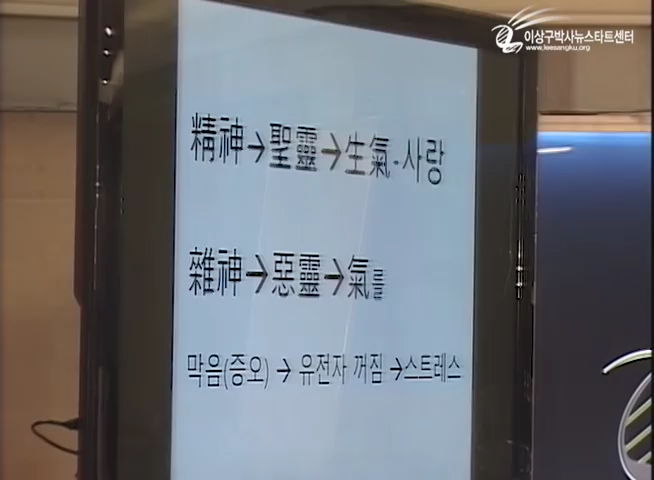 이상구박사뉴스타트센터
www.leesangku.org
精神→聖靈→生氣-사랑
雜神→惡靈→氣를
막음(증오) → 유전자 꺼짐 →스트레스